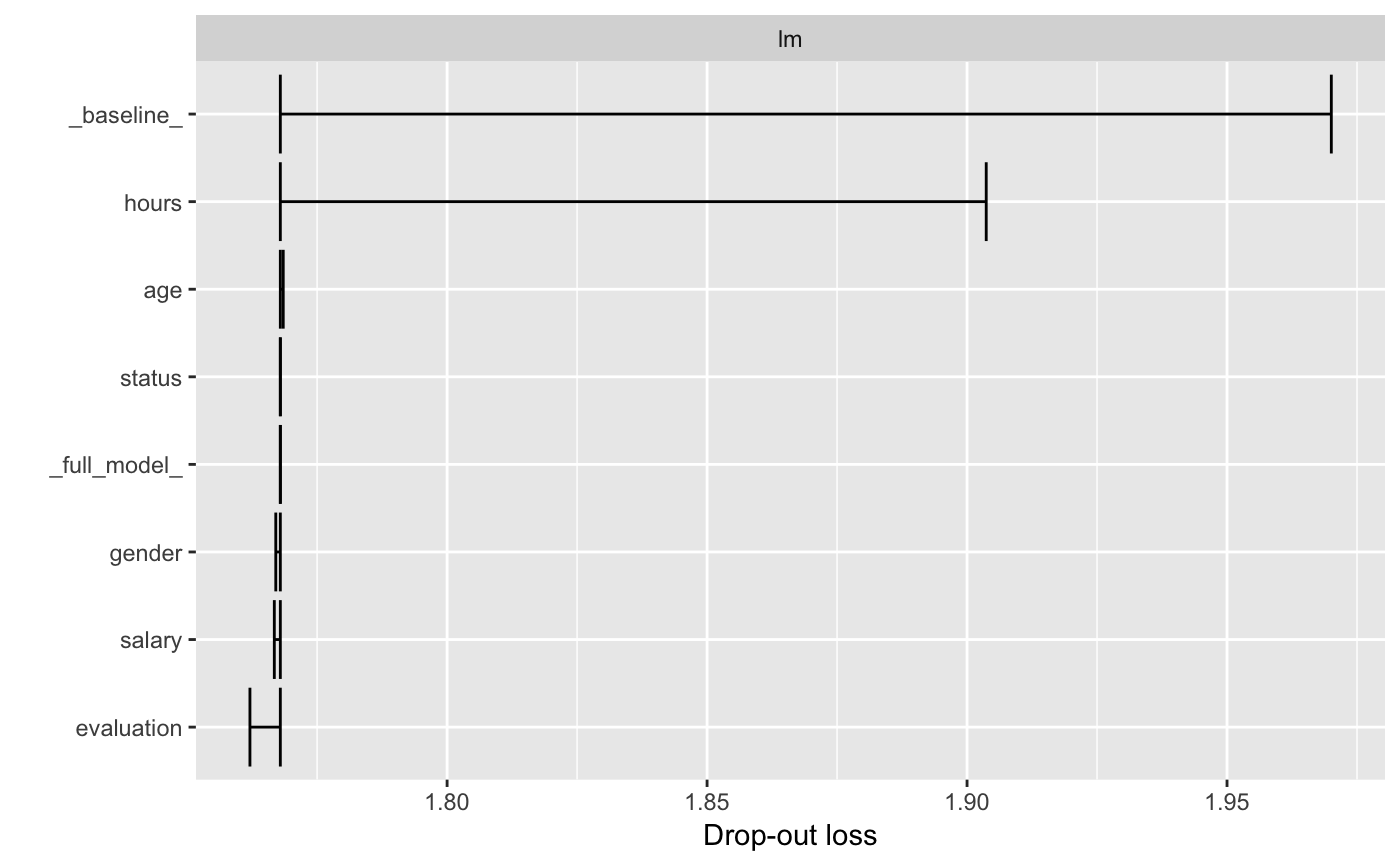 lm
_baseline_
hours
age
status
_full_model_
gender
salary
evaluation
1.80 1.85 1.90 1.95
Drop-out loss